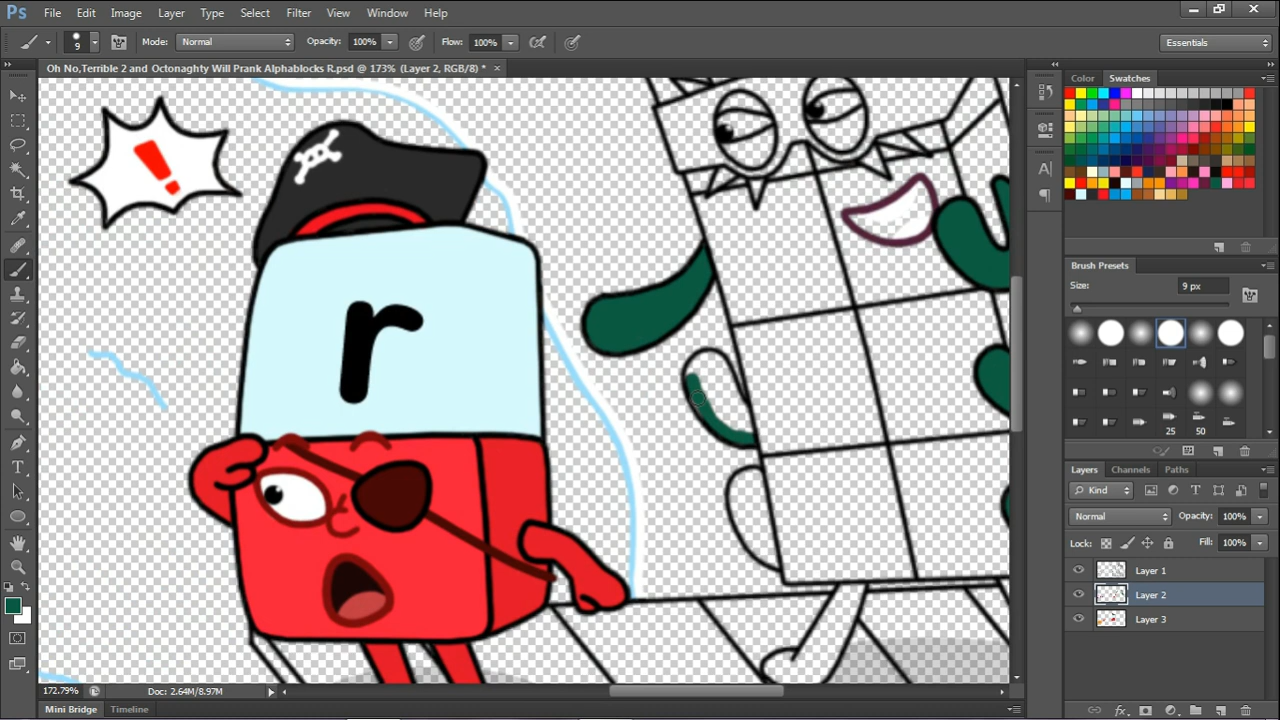 Ps File Edit Image Layer Type Select Filter View Window Help
9 Mode: Normal Opacity: 100% Flow: 100% Essentials
Oh No,Terrible 2 and Octonaghty Will Prank Alphablocks R.psd @ 173% (Layer 2, RGB/8) * ×
Color Swatches
!
r
Brush Presets
Size: 9 px
25 50
Layers Channels Paths
Kind
Normal Opacity: 100%
Lock: Fill: 100%
Layer 1
Layer 2
Layer 3
172.79% Doc: 2.64M/8.97M
Mini Bridge Timeline